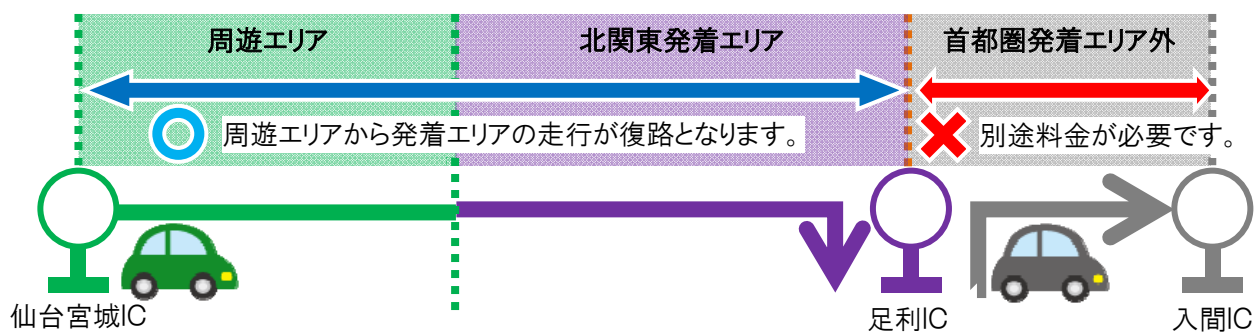 周遊エリア
北関東発着エリア
首都圏発着エリア外
周遊エリアから発着エリアの走行が復路となります。
別途料金が必要です。
仙台宮城IC
足利IC
入間IC